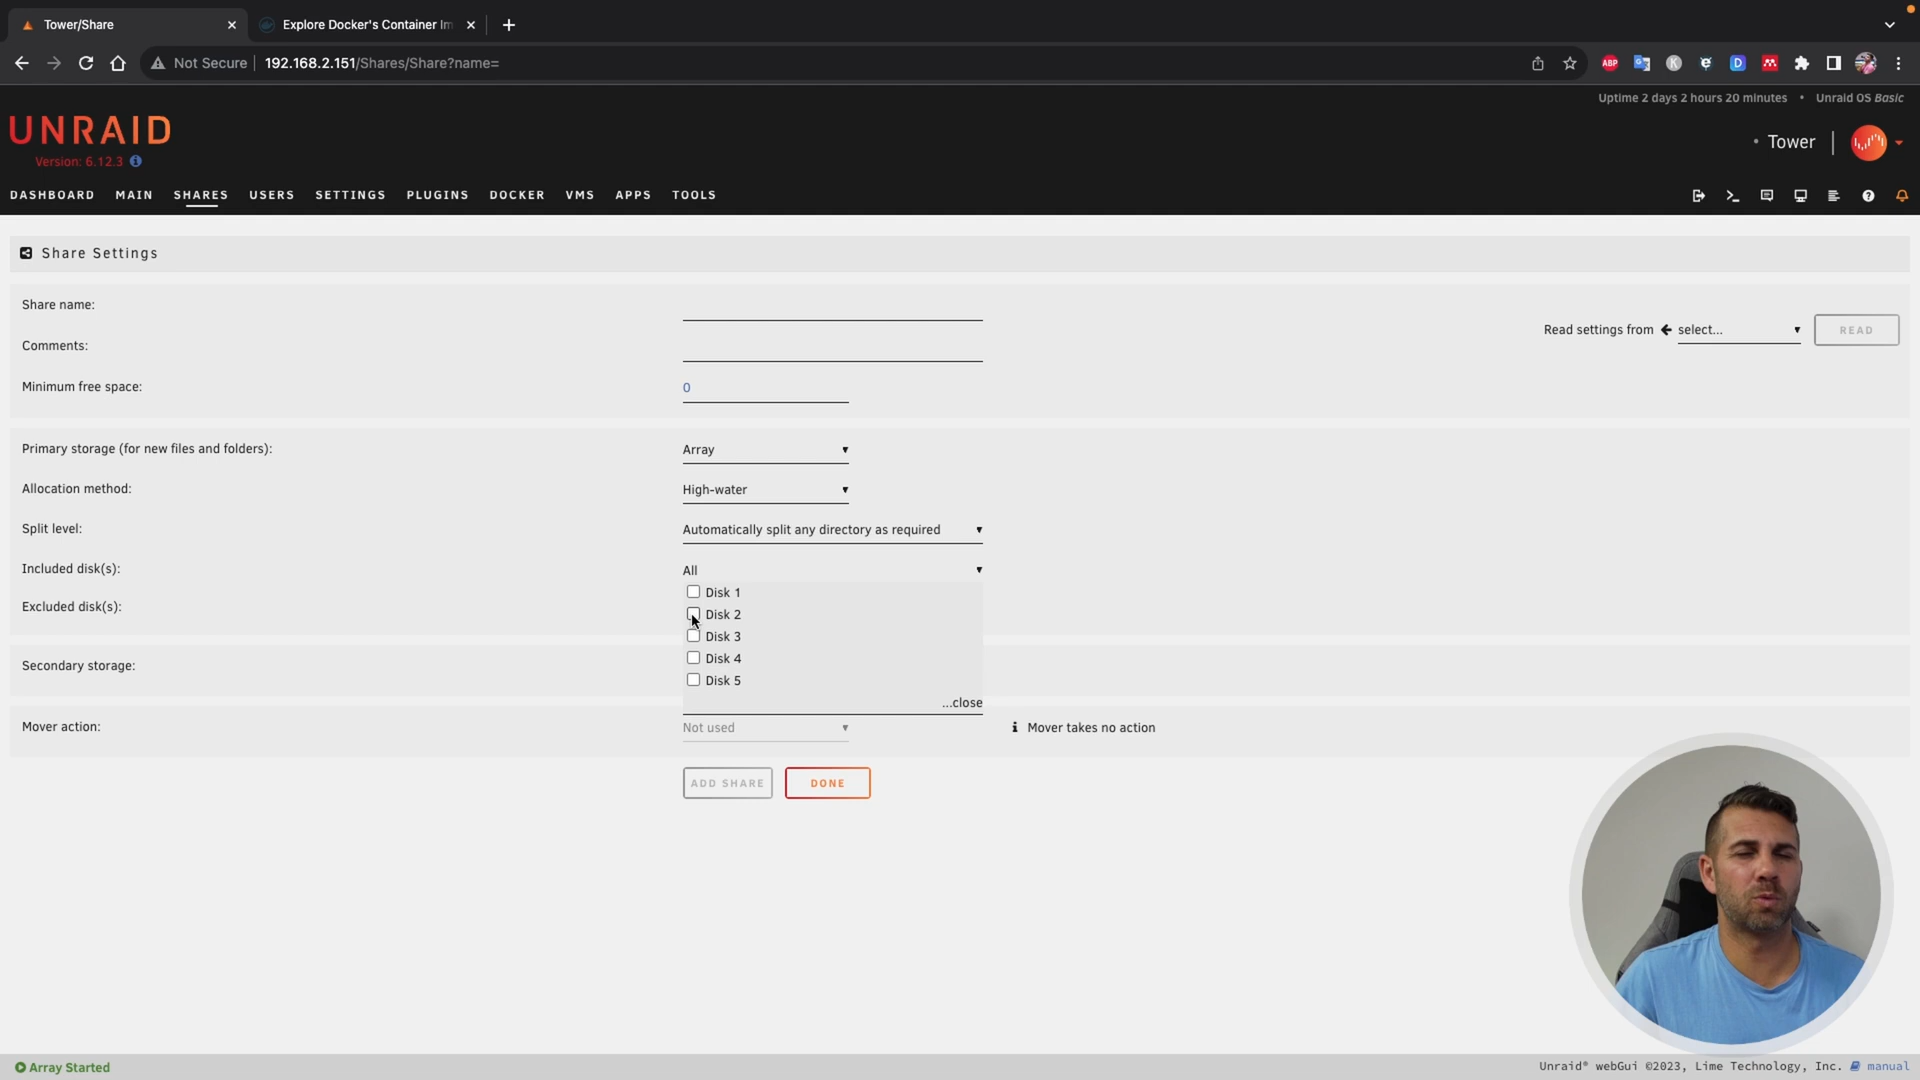 Tower/Share
Explore Docker's Container Im
Not Secure 192.168.2.151/Shares/Share?name=
ABP
Uptime 2 days 2 hours 20 minutes • Unraid OS Basic
UNRAID
Version: 6.12.3
Tower
DASHBOARD MAIN SHARES USERS SETTINGS PLUGINS DOCKER VMS APPS TOOLS
Share Settings
Share name:
Read settings from select... READ
Comments:
Minimum free space: 0
Primary storage (for new files and folders): Array
Allocation method: High-water
Split level: Automatically split any directory as required
Included disk(s): All
Disk 1
Excluded disk(s):
Disk 2
Disk 3
Secondary storage:
Disk 4
Disk 5
...close
Mover action: Not used Mover takes no action
ADD SHARE DONE
Array Started
Unraid® webGui ©2023, Lime Technology, Inc. manual